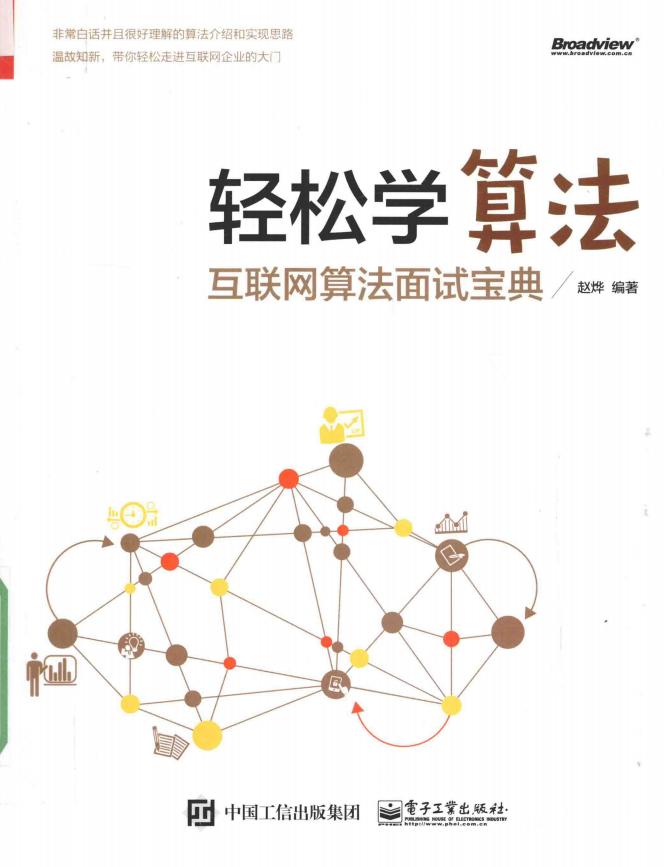 非常白话并且很好理解的算法介绍和实现思路
温故知新，带你轻松走进互联网企业的大门
Broadview®
www.broadview.com.cn
轻松学算法
互联网算法面试宝典
赵烨 编著
中国工信出版集团
電子工業出版社·
PUBLISHING HOUSE OF ELECTRONICS INDUSTRY
http://www.phei.com.cn